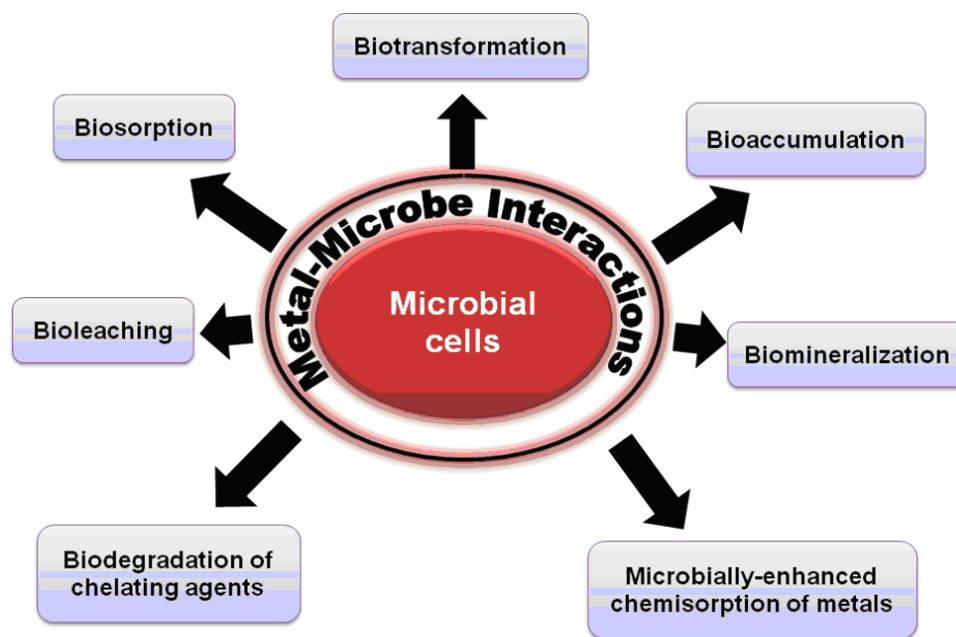 Biotransformation
Biosorption
Bioaccumulation
Metal-Microbe Interactions
Microbial
cells
Bioleaching
Biomineralization
Biodegradation of
chelating agents
Microbially-enhanced
chemisorption of metals